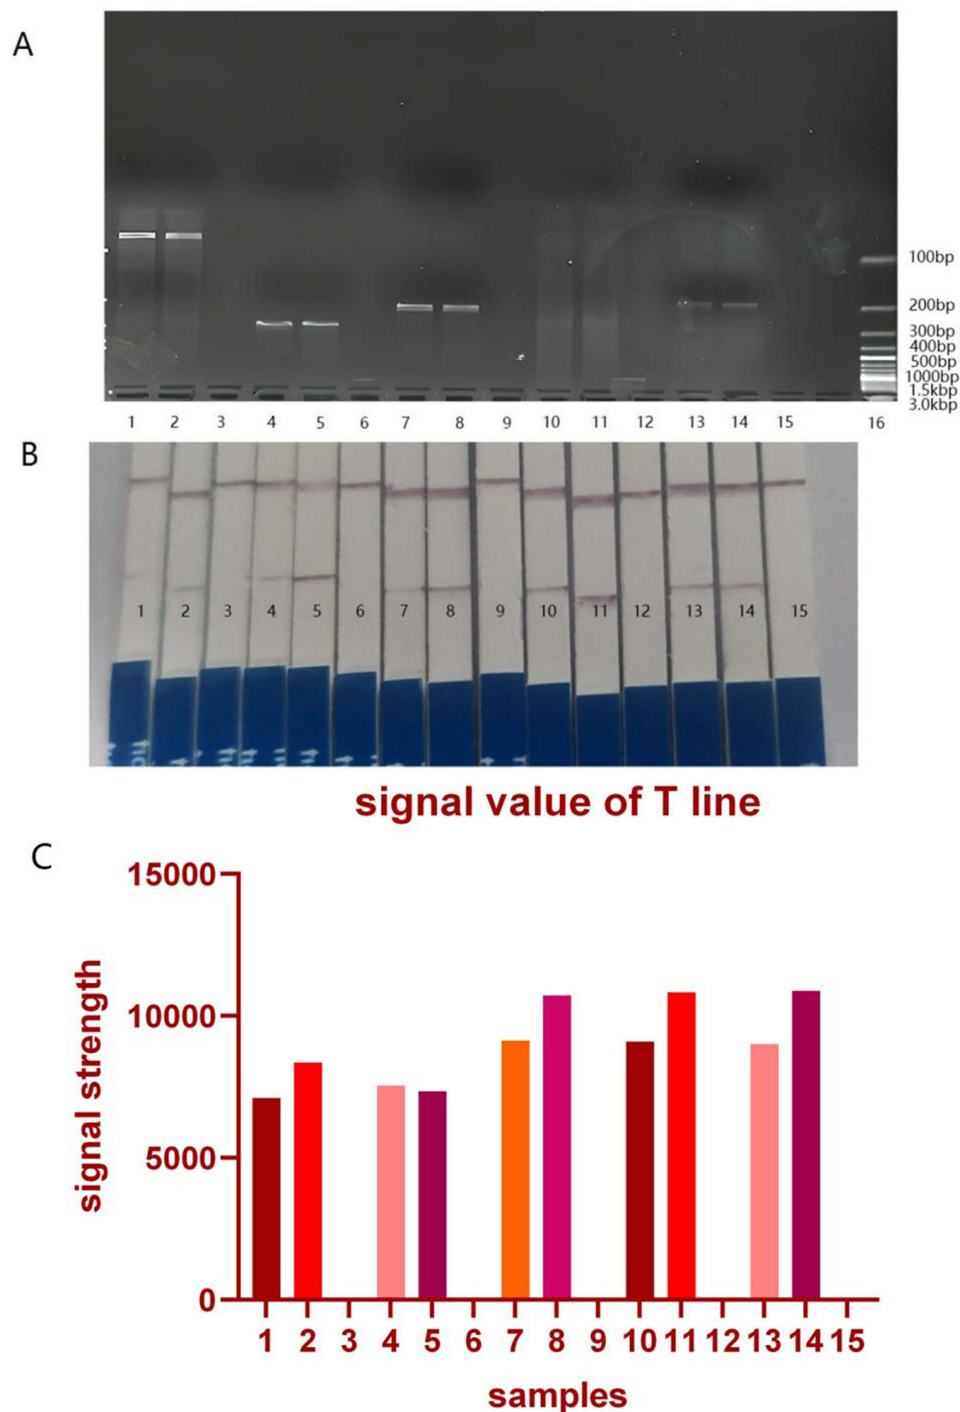 A
100bp
200bp
300bp
400bp
500bp
1000bp
1.5kbp
3.0kbp
1 2 3 4 5 6 7 8 9 10 11 12 13 14 15 16
B
1 2 3 4 5 6 7 8 9 10 11 12 13 14 15
signal value of T line
C
15000
10000
5000
0
signal strength
1 2 3 4 5 6 7 8 9 10 11 12 13 14 15
samples